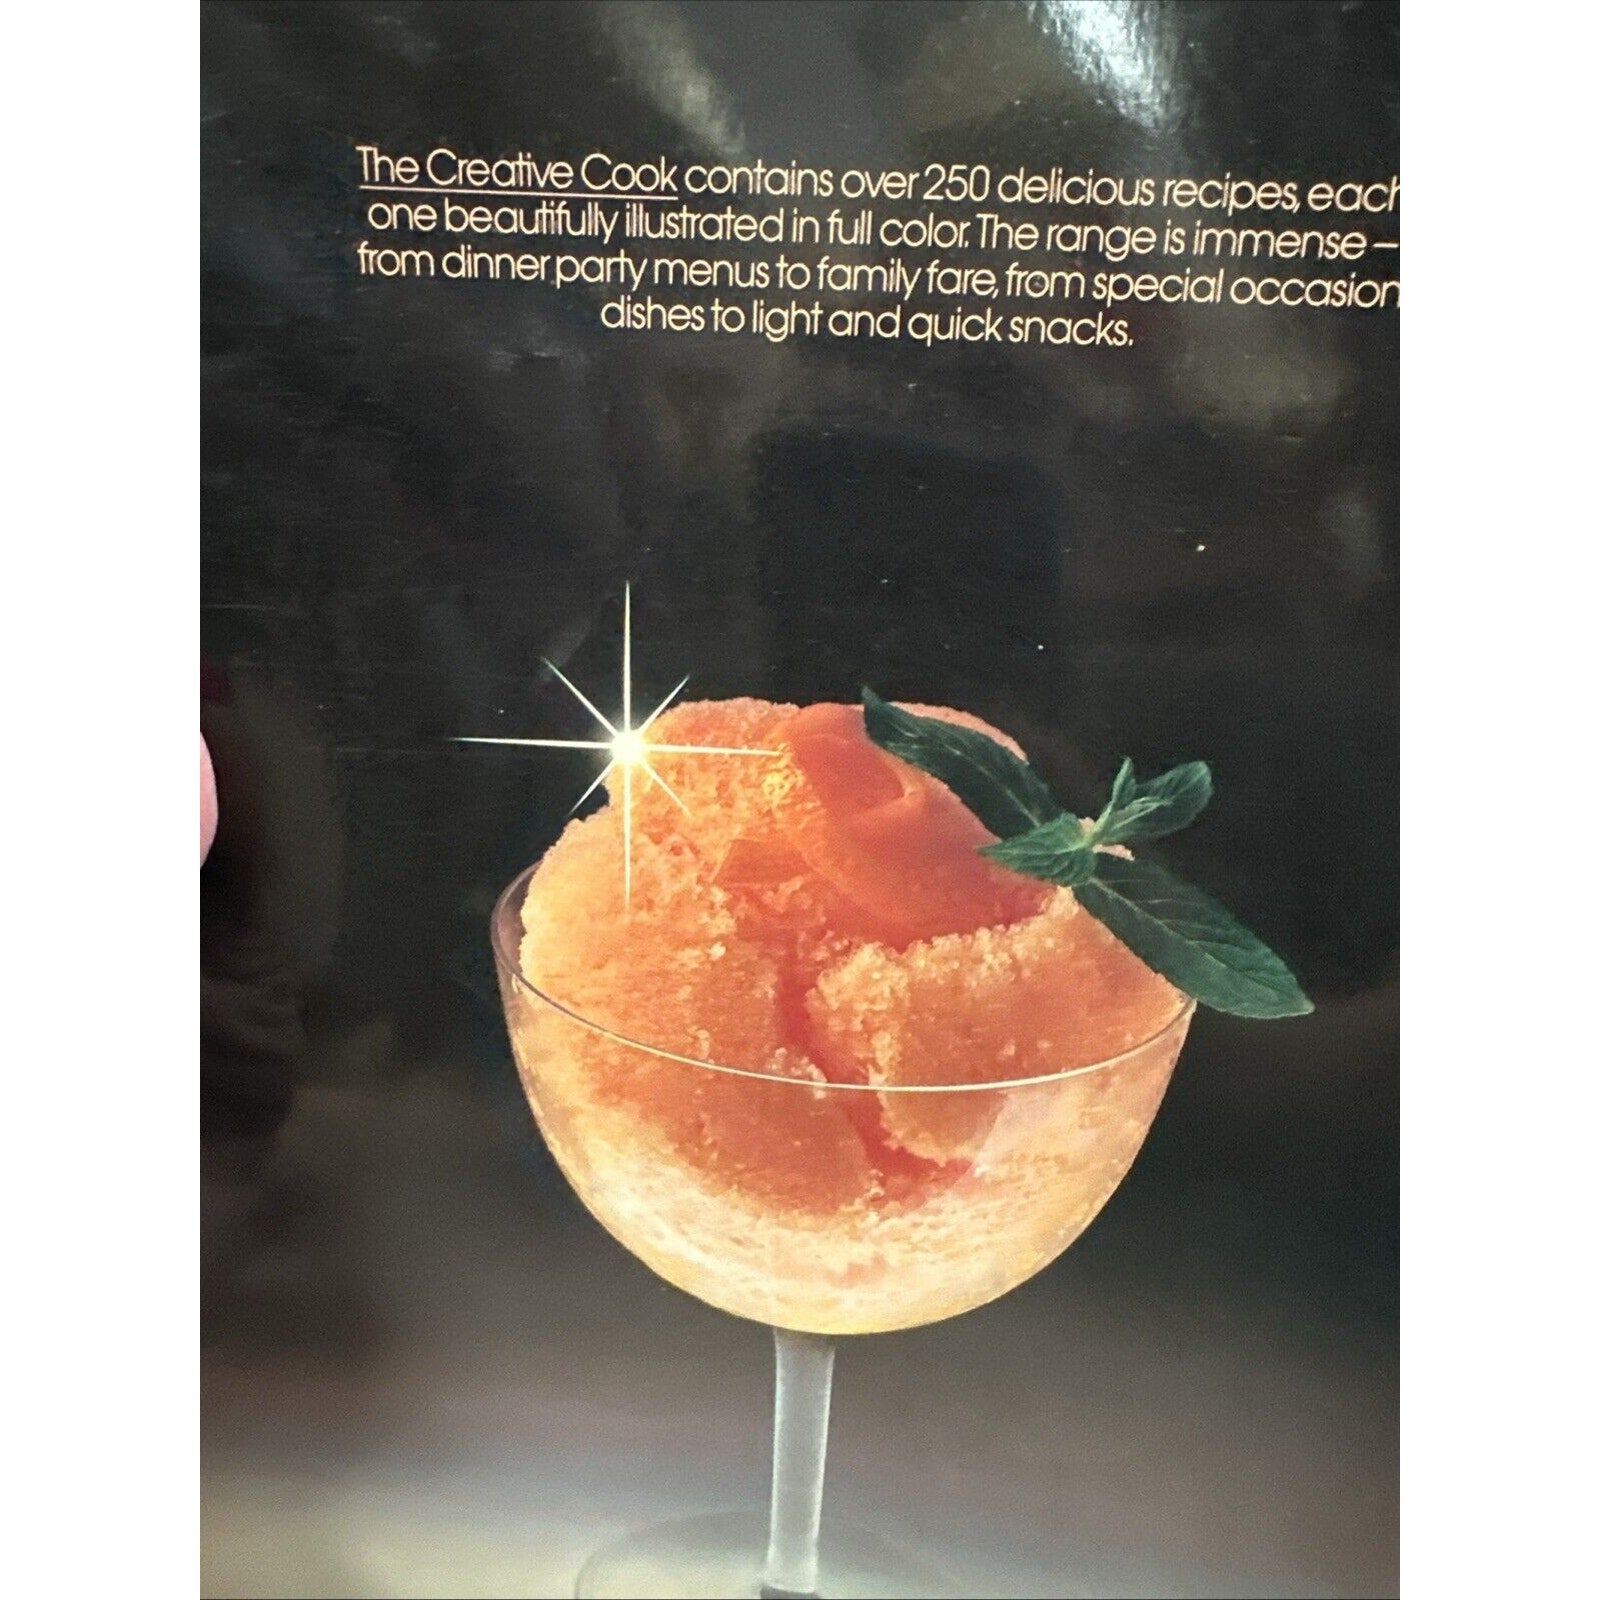 The Creative Cook contains over 250 delicious recipes, each
one beautifully illustrated in full color. The range is immense –
from dinner party menus to family fare, from special occasion
dishes to light and quick snacks.